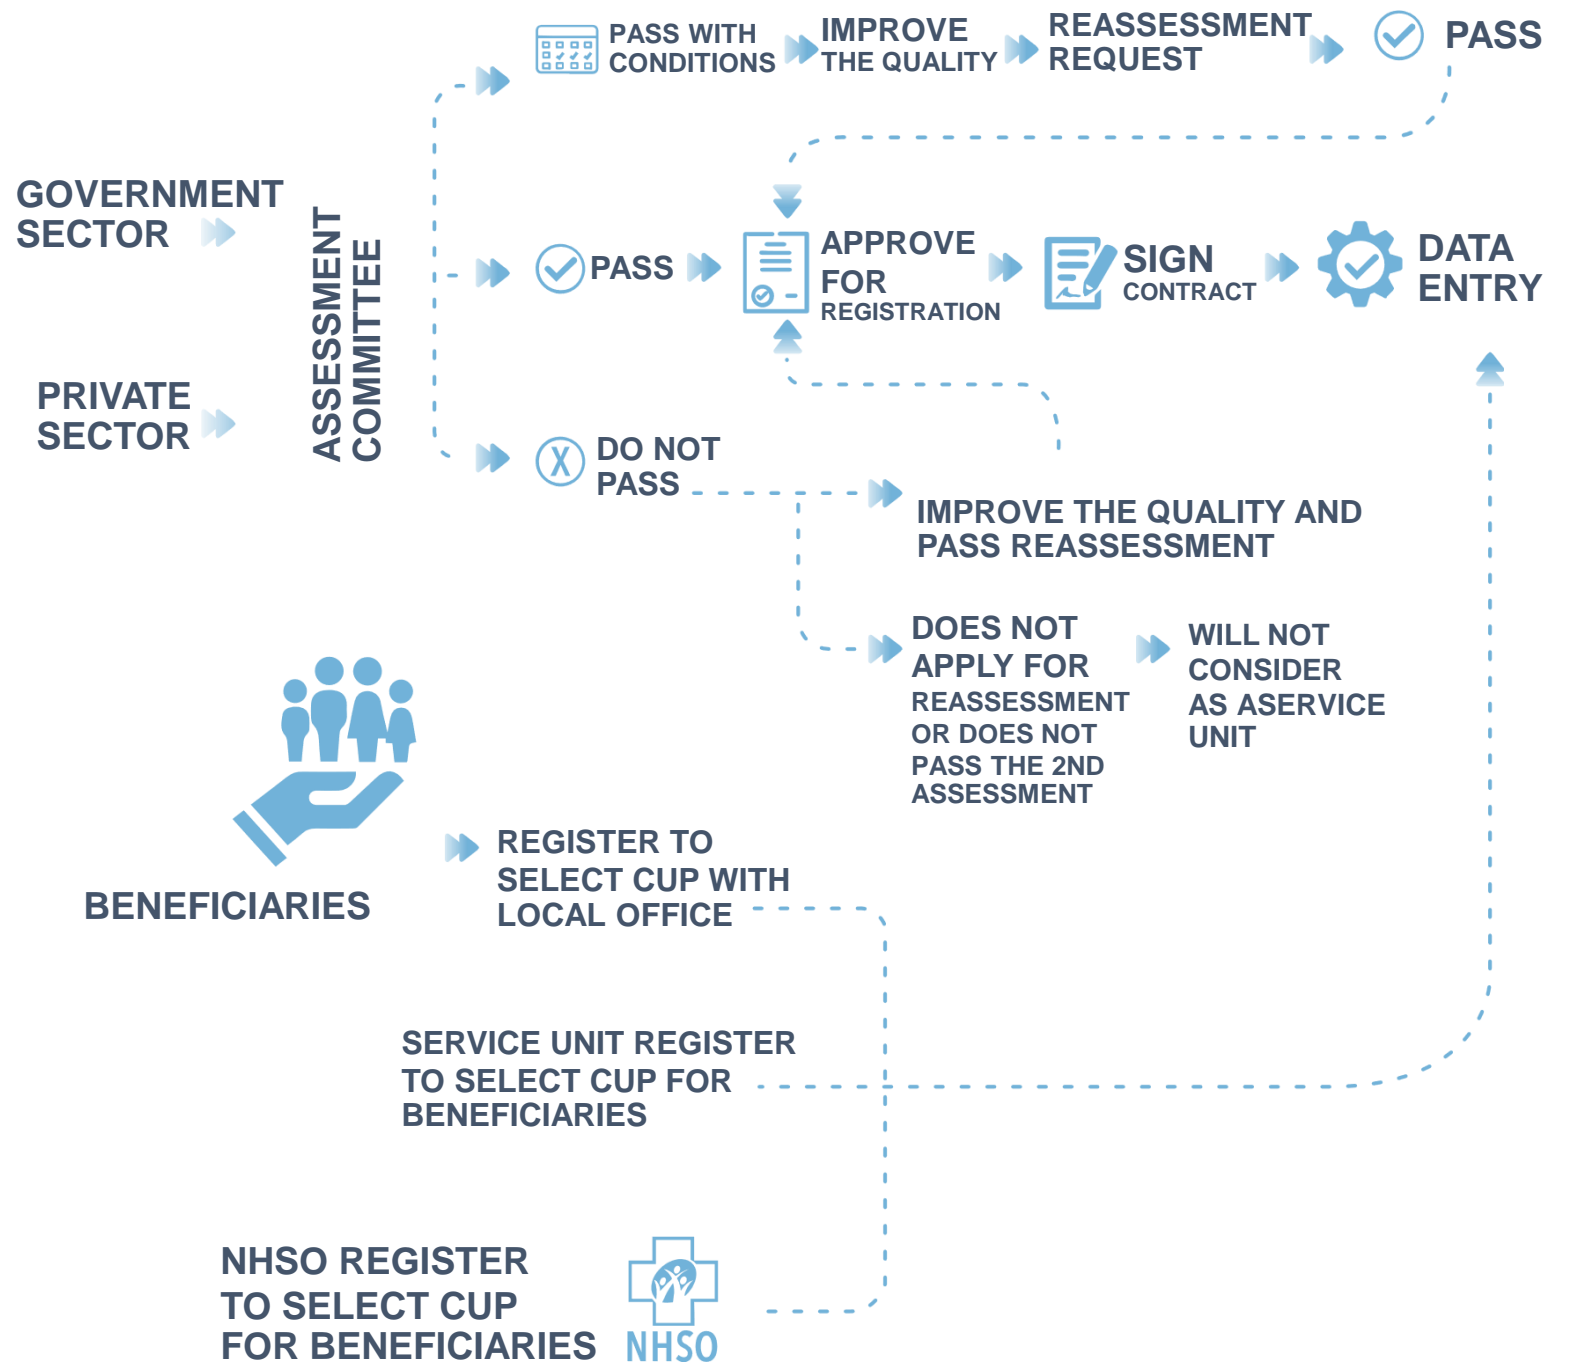 PASS WITH
CONDITIONS
IMPROVE
THE QUALITY
REASSESSMENT
REQUEST
PASS
GOVERNMENT
SECTOR
PRIVATE
SECTOR
ASSESSMENT
COMMITTEE
PASS
APPROVE
FOR
REGISTRATION
SIGN
CONTRACT
DATA
ENTRY
X
DO NOT
PASS
IMPROVE THE QUALITY AND
PASS REASSESSMENT
DOES NOT
APPLY FOR
REASSESSMENT
OR DOES NOT
PASS THE 2ND
ASSESSMENT
WILL NOT
CONSIDER
AS ASERVICE
UNIT
BENEFICIARIES
REGISTER TO
SELECT CUP WITH
LOCAL OFFICE
SERVICE UNIT REGISTER
TO SELECT CUP FOR
BENEFICIARIES
NHSO REGISTER
TO SELECT CUP
FOR BENEFICIARIES
NHSO